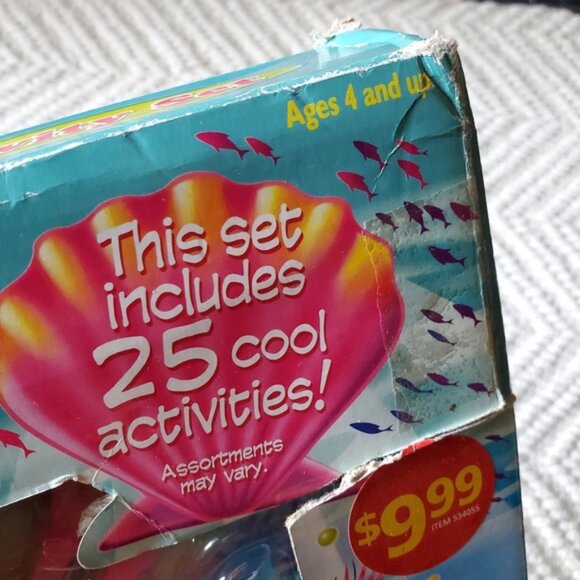 Ages 4 and up
This set
includes
25 cool
activities!
Assortments
may vary.
$9.99
ITEM 534055